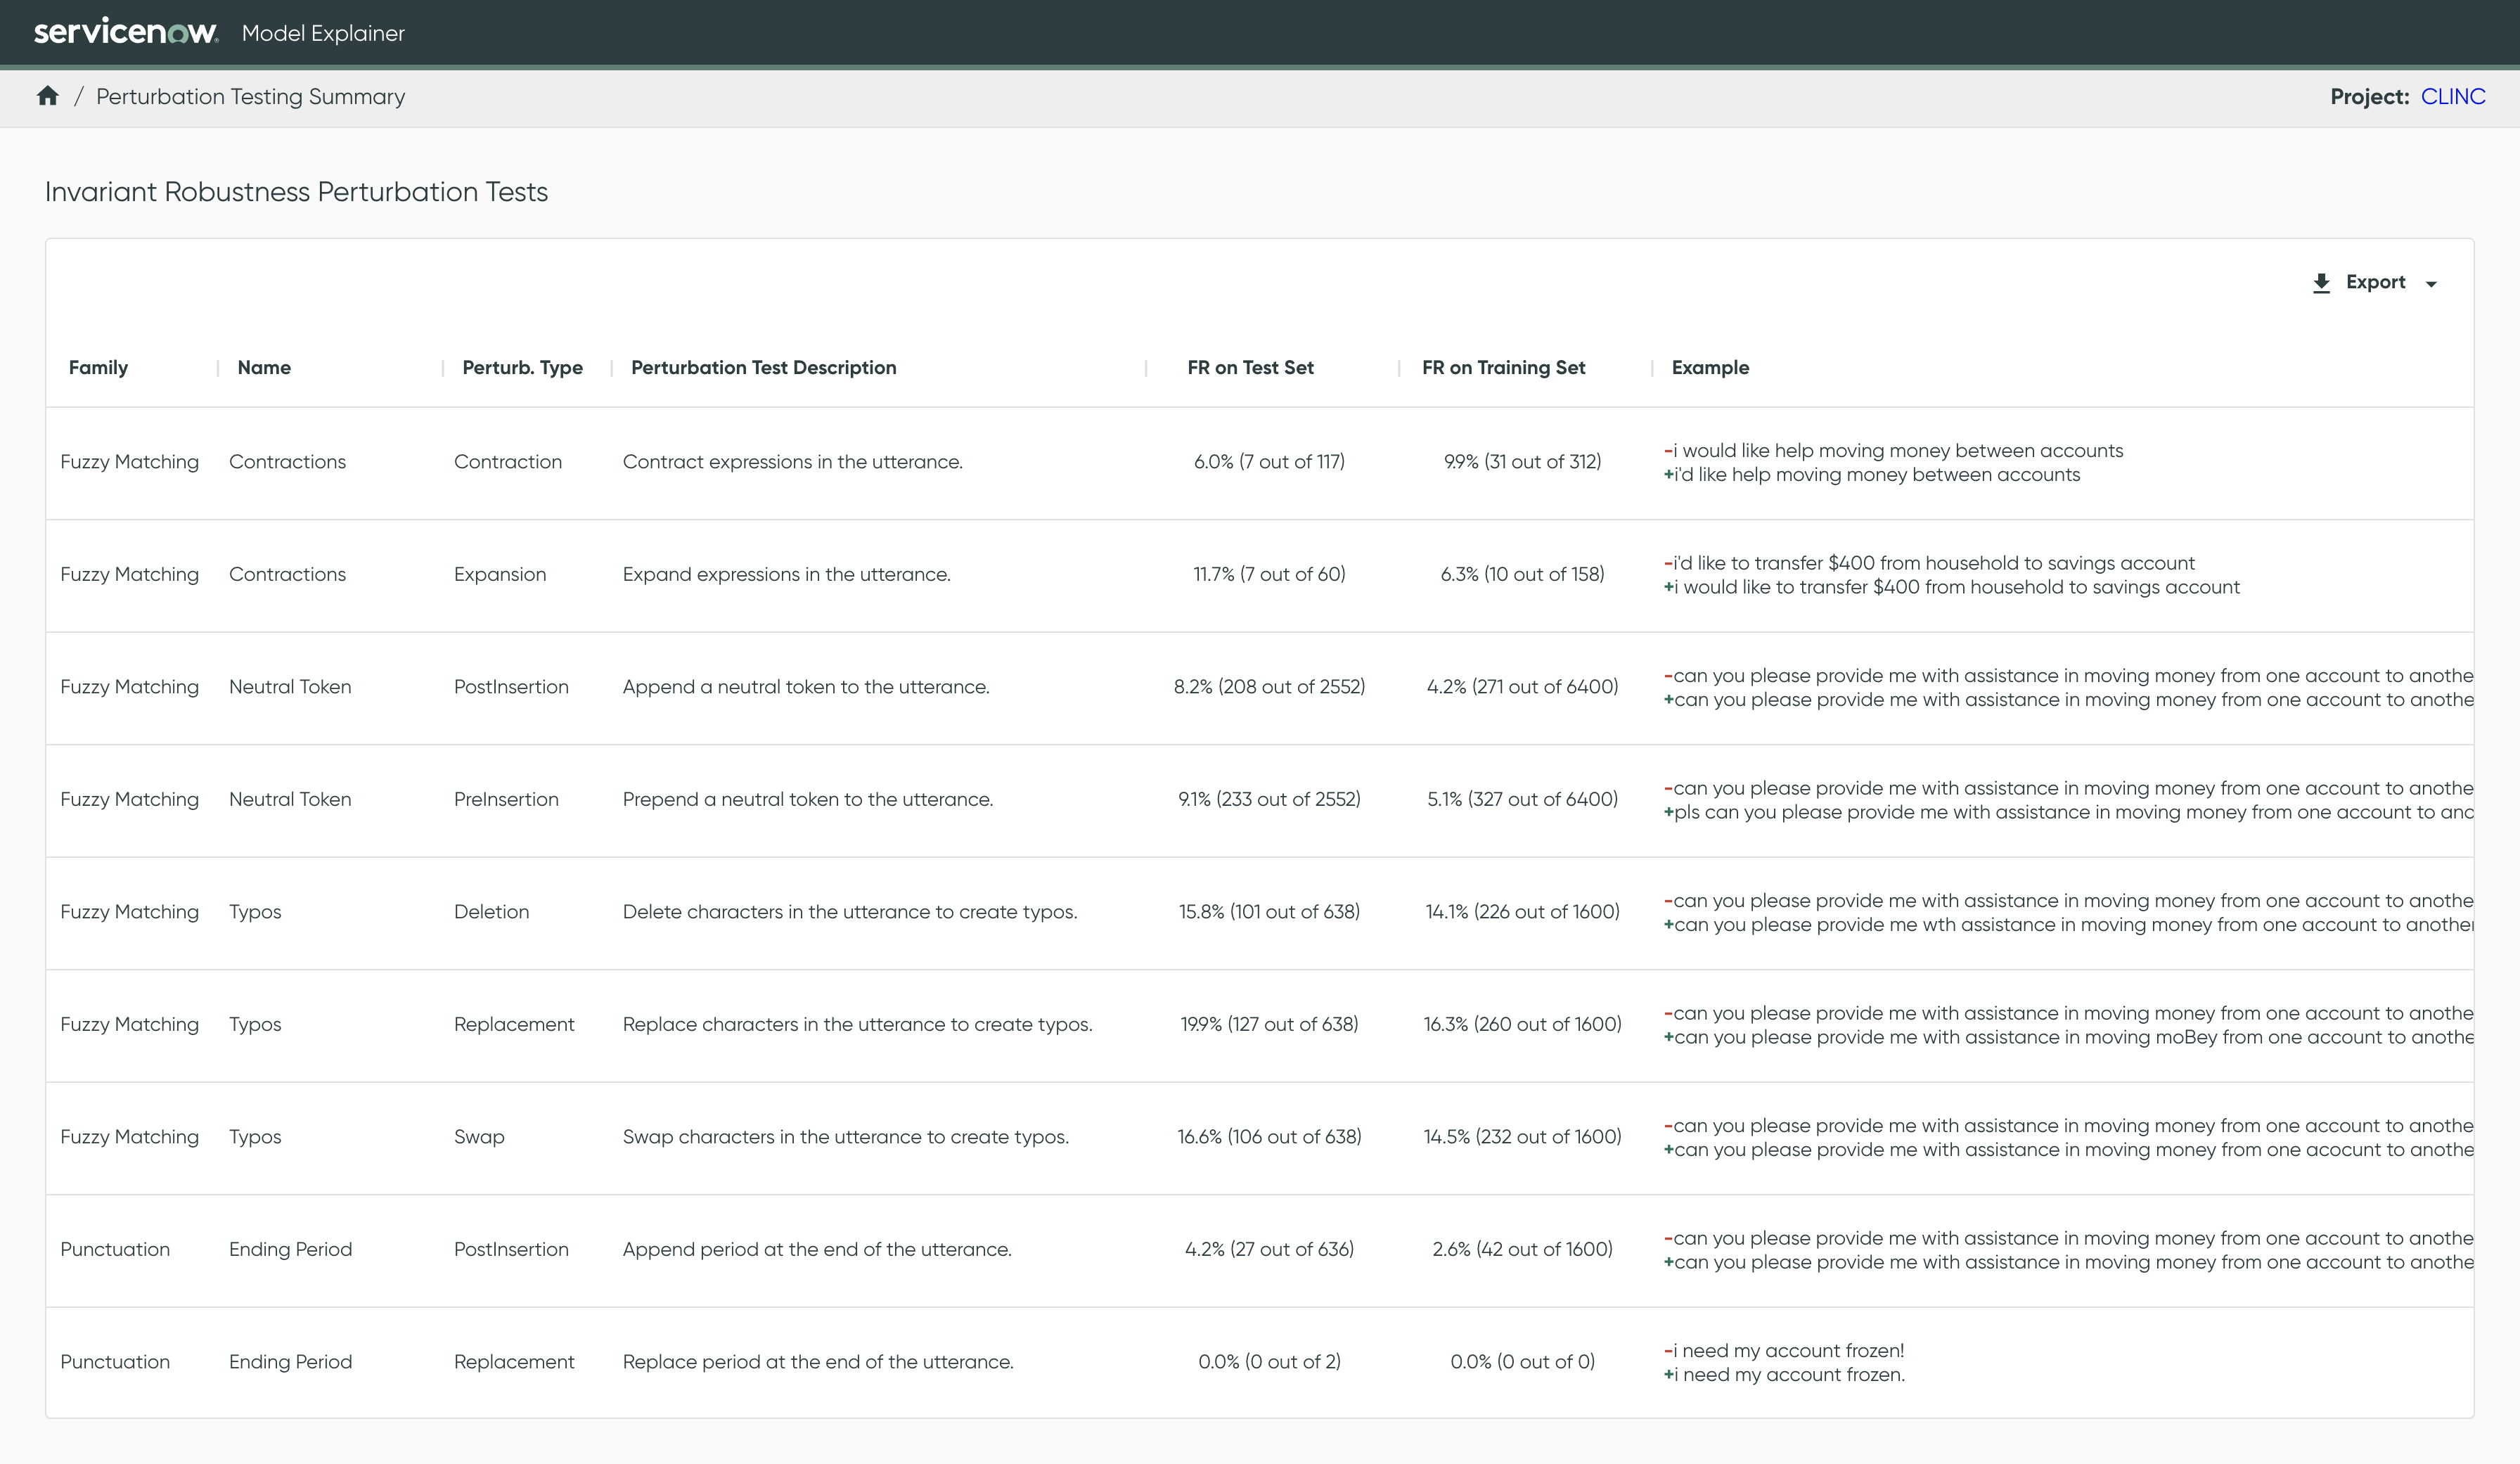 servicenow. Model Explainer
/ Perturbation Testing Summary Project: CLINC
Invariant Robustness Perturbation Tests
Export
Family Name Perturb. Type Perturbation Test Description FR on Test Set FR on Training Set Example
Fuzzy Matching Contractions Contraction Contract expressions in the utterance. 6.0% (7 out of 117) 9.9% (31 out of 312)
-i would like help moving money between accounts
+i'd like help moving money between accounts
Fuzzy Matching Contractions Expansion Expand expressions in the utterance. 11.7% (7 out of 60) 6.3% (10 out of 158)
-i'd like to transfer $400 from household to savings account
+i would like to transfer $400 from household to savings account
Fuzzy Matching Neutral Token PostInsertion Append a neutral token to the utterance. 8.2% (208 out of 2552) 4.2% (271 out of 6400)
-can you please provide me with assistance in moving money from one account to anothe
+can you please provide me with assistance in moving money from one account to anothe
Fuzzy Matching Neutral Token PreInsertion Prepend a neutral token to the utterance. 9.1% (233 out of 2552) 5.1% (327 out of 6400)
-can you please provide me with assistance in moving money from one account to anothe
+pls can you please provide me with assistance in moving money from one account to ano
Fuzzy Matching Typos Deletion Delete characters in the utterance to create typos. 15.8% (101 out of 638) 14.1% (226 out of 1600)
-can you please provide me with assistance in moving money from one account to anothe
+can you please provide me wth assistance in moving money from one account to another
Fuzzy Matching Typos Replacement Replace characters in the utterance to create typos. 19.9% (127 out of 638) 16.3% (260 out of 1600)
-can you please provide me with assistance in moving money from one account to anothe
+can you please provide me with assistance in moving moBey from one account to anothe
Fuzzy Matching Typos Swap Swap characters in the utterance to create typos. 16.6% (106 out of 638) 14.5% (232 out of 1600)
-can you please provide me with assistance in moving money from one account to anothe
+can you please provide me with assistance in moving money from one acocunt to anothe
Punctuation Ending Period PostInsertion Append period at the end of the utterance. 4.2% (27 out of 636) 2.6% (42 out of 1600)
-can you please provide me with assistance in moving money from one account to anothe
+can you please provide me with assistance in moving money from one account to anothe
Punctuation Ending Period Replacement Replace period at the end of the utterance. 0.0% (0 out of 2) 0.0% (0 out of 0)
-i need my account frozen!
+i need my account frozen.